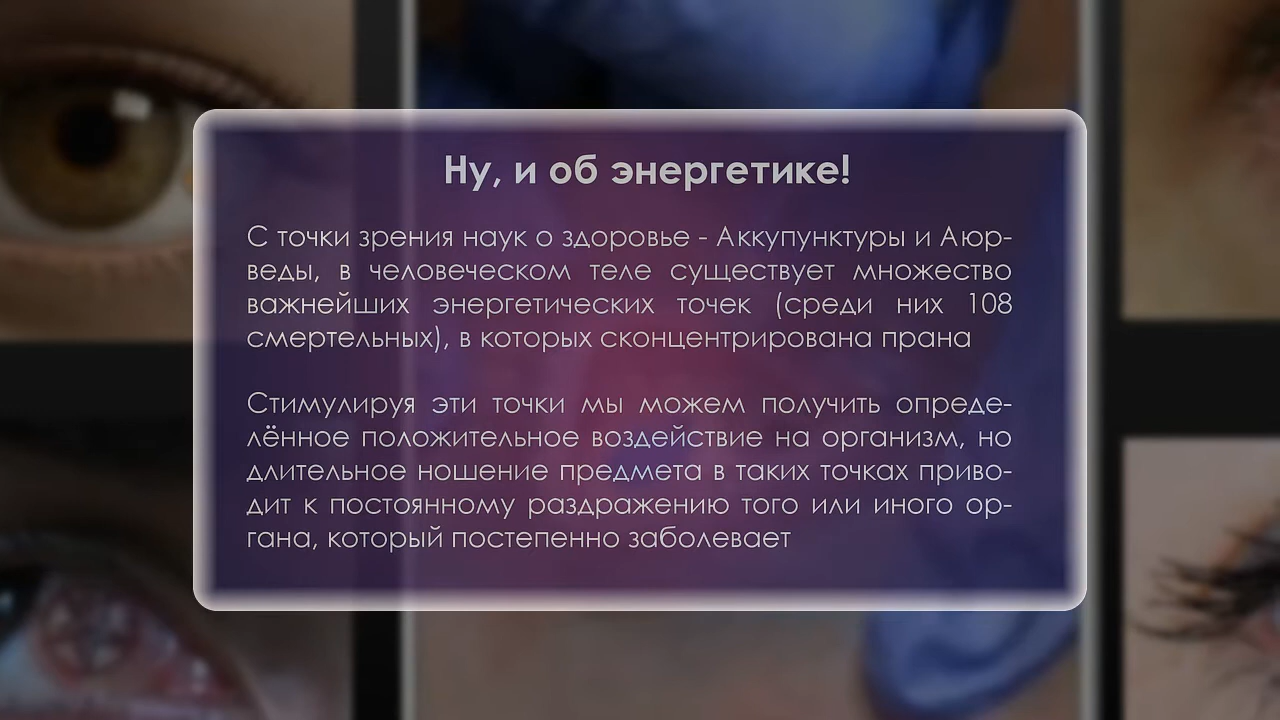 Ну, и об энергетике!
С точки зрения наук о здоровье - Аккупунктуры и Аюр-
веды, в человеческом теле существует множество
важнейших энергетических точек (среди них 108
смертельных), в которых сконцентрирована прана
Стимулируя эти точки мы можем получить опреде-
лённое положительное воздействие на организм, но
длительное ношение предмета в таких точках приво-
дит к постоянному раздражению того или иного ор-
гана, который постепенно заболевает